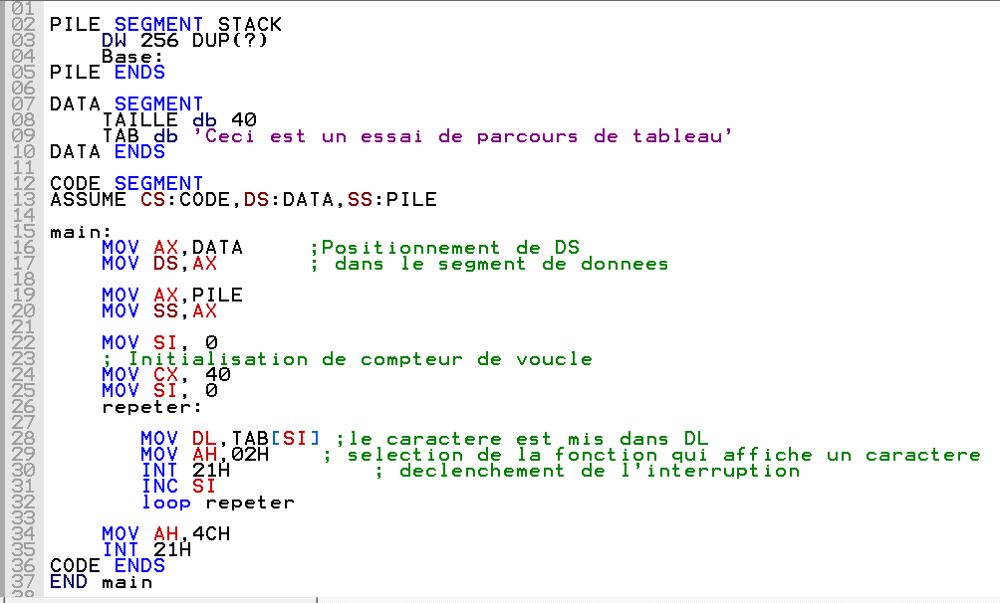 01
02 PILE SEGMENT STACK
03     DW 256 DUP(?)
04     Base:
05 PILE ENDS
06
07 DATA SEGMENT
08     TAILLE db 40
09     TAB db 'Ceci est un essai de parcours de tableau'
10 DATA ENDS
11
12 CODE SEGMENT
13 ASSUME CS:CODE,DS:DATA,SS:PILE
14
15 main:
16     MOV AX,DATA     ;Positionnement de DS
17     MOV DS,AX       ; dans le segment de donnees
18
19     MOV AX,PILE
20     MOV SS,AX
21
22     MOV SI, 0
23     ; Initialisation de compteur de voucle
24     MOV CX, 40
25     MOV SI, 0
26     repeter:
27
28        MOV DL,TAB[SI] ;le caractere est mis dans DL
29        MOV AH,02H    ; selection de la fonction qui affiche un caractere
30        INT 21H           ; declenchement de l'interruption
31        INC SI
32        loop repeter
33
34     MOV AH,4CH
35     INT 21H
36 CODE ENDS
37 END main
38